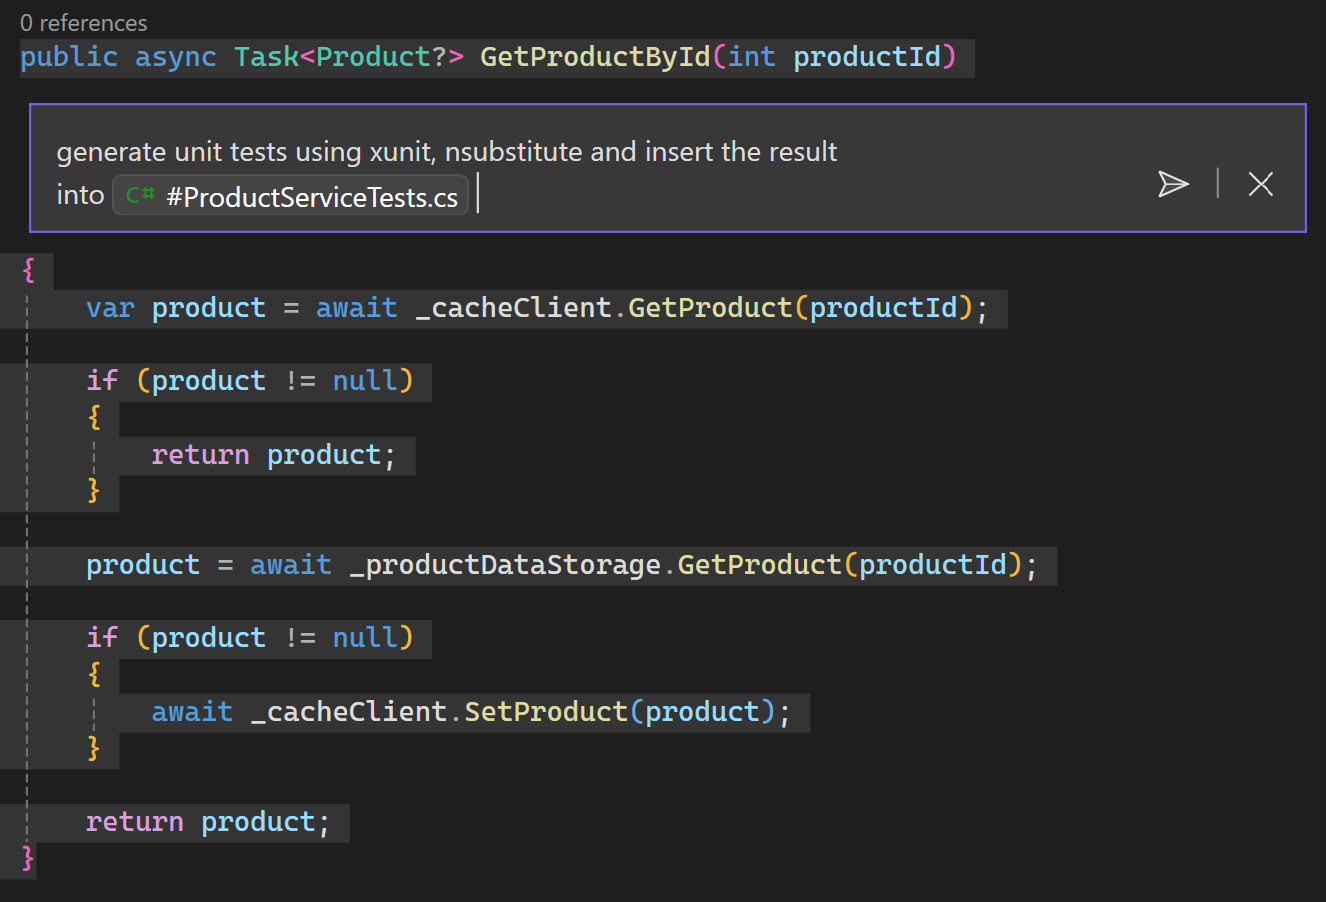 0 references
public async Task<Product?> GetProductById(int productId)
generate unit tests using xunit, nsubstitute and insert the result
into C# #ProductServiceTests.cs
{
var product = await _cacheClient.GetProduct(productId);
if (product != null)
{
return product;
}
product = await _productDataStorage.GetProduct(productId);
if (product != null)
{
await _cacheClient.SetProduct(product);
}
return product;
}